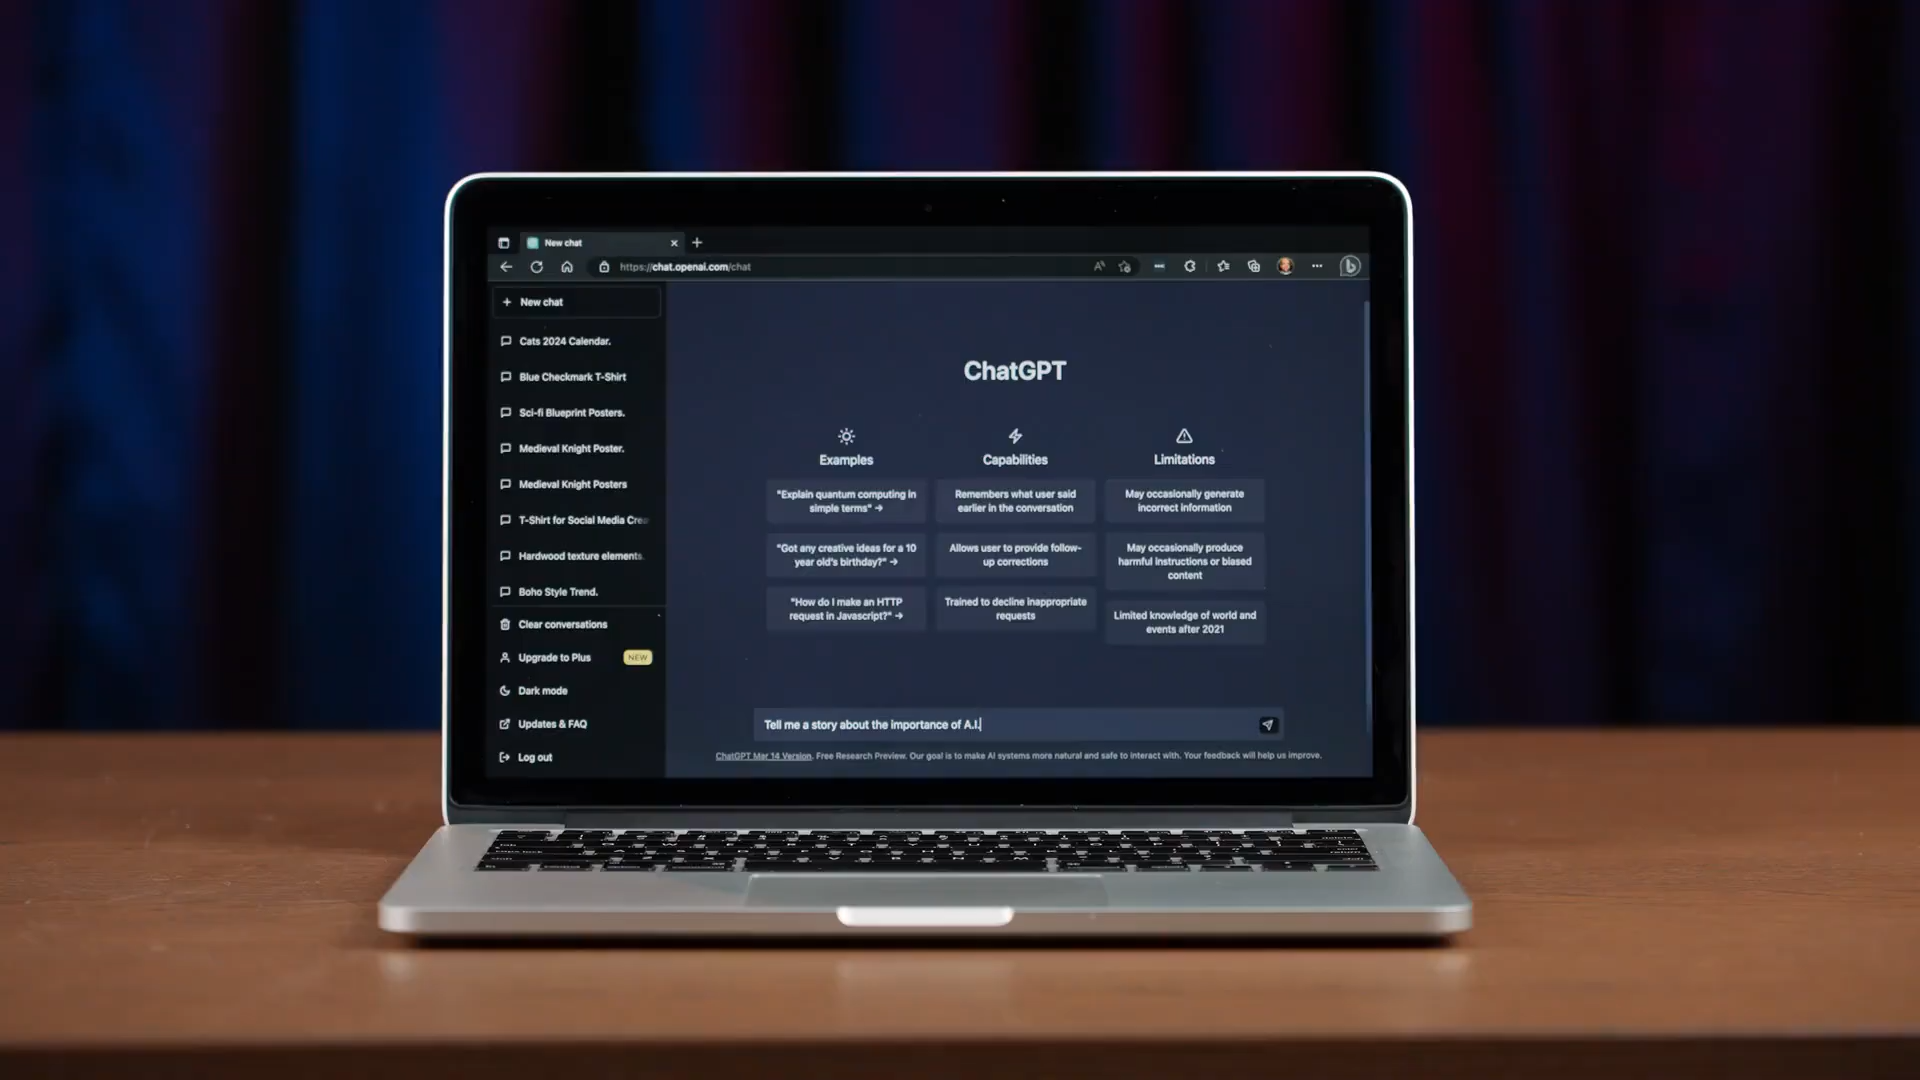 New chat
https://chat.openai.com/chat
New chat
Cats 2024 Calendar.
Blue Checkmark T-Shirt
Sci-fi Blueprint Posters.
Medieval Knight Poster.
Medieval Knight Posters
T-Shirt for Social Media Crea
Hardwood texture elements.
Boho Style Trend.
Clear conversations
Upgrade to Plus
NEW
Dark mode
Updates & FAQ
Log out
ChatGPT
Examples
"Explain quantum computing in
simple terms" →
"Got any creative ideas for a 10
year old's birthday?" →
"How do I make an HTTP
request in Javascript?" →
Capabilities
Remembers what user said
earlier in the conversation
Allows user to provide follow-
up corrections
Trained to decline inappropriate
requests
Limitations
May occasionally generate
incorrect information
May occasionally produce
harmful instructions or biased
content
Limited knowledge of world and
events after 2021
Tell me a story about the importance of A.I.
ChatGPT Mar 14 Version. Free Research Preview. Our goal is to make AI systems more natural and safe to interact with. Your feedback will help us improve.